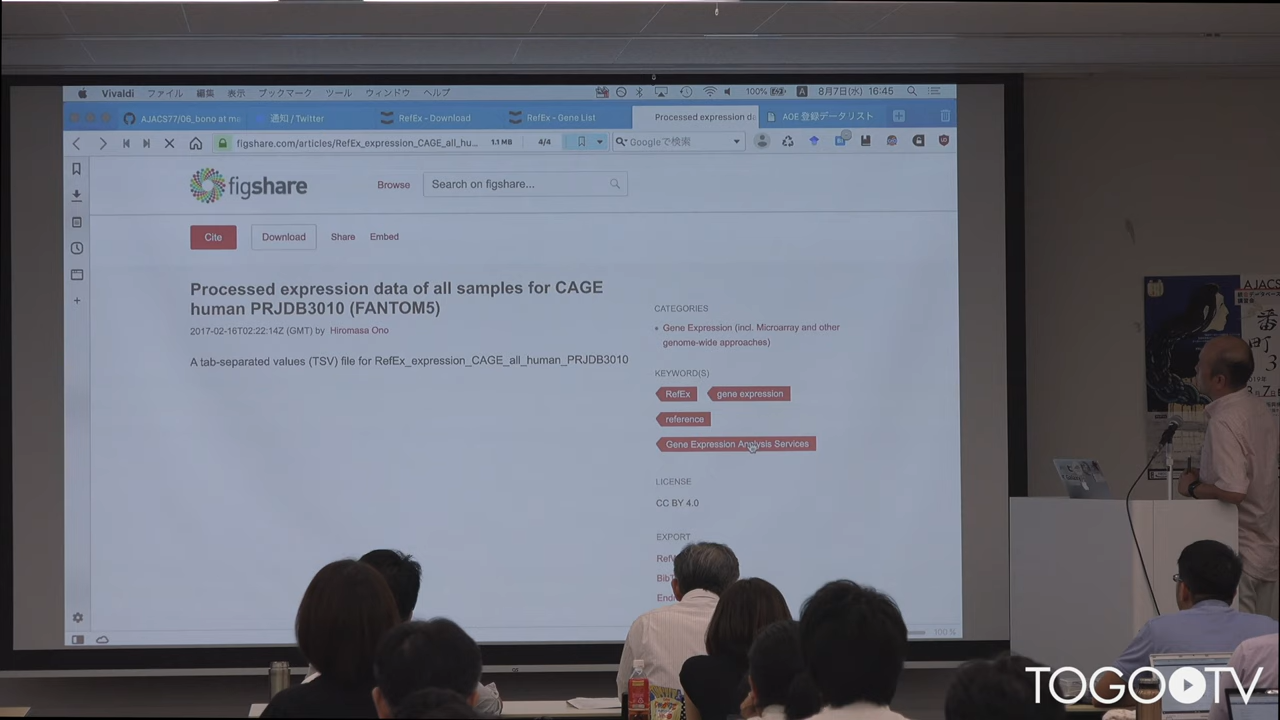 Vivaldi ファイル 編集 表示 ブックマーク ツール ウィンドウ ヘルプ
100% 8月7日(水) 16:45
AJACS77/06_bono at ma
通知 / Twitter
RefEx - Download
RefEx - Gene List
Processed expression da
AOE 登録データリスト
figshare.com/articles/RefEx_expression_CAGE_all_hu...
1.1 MB
4/4
Googleで検索
figshare
Browse
Search on figshare...
Cite
Download
Share
Embed
Processed expression data of all samples for CAGE
human PRJDB3010 (FANTOM5)
2017-02-16T02:22:14Z (GMT) by Hiromasa Ono
A tab-separated values (TSV) file for RefEx_expression_CAGE_all_human_PRJDB3010
CATEGORIES
• Gene Expression (incl. Microarray and other
genome-wide approaches)
KEYWORD(S)
RefEx
gene expression
reference
Gene Expression Analysis Services
LICENSE
CC BY 4.0
EXPORT
100 %
AJACS
番
町
3
TOGO TV